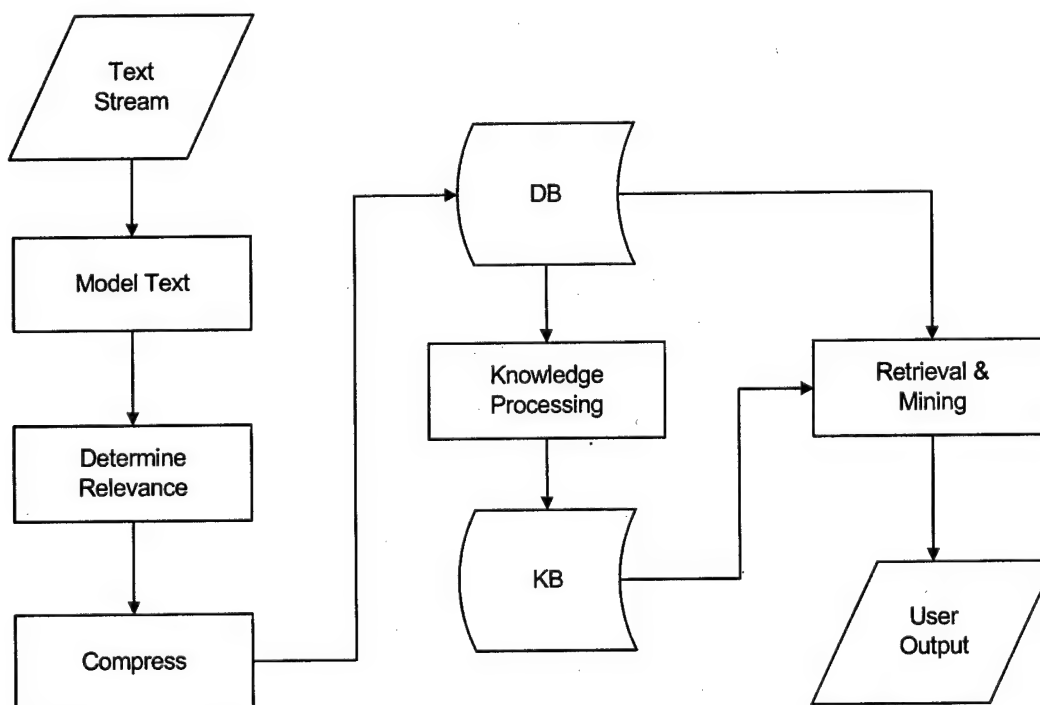 Text
Stream
Model Text
Determine
Relevance
Compress
DB
Knowledge
Processing
KB
Retrieval &
Mining
User
Output